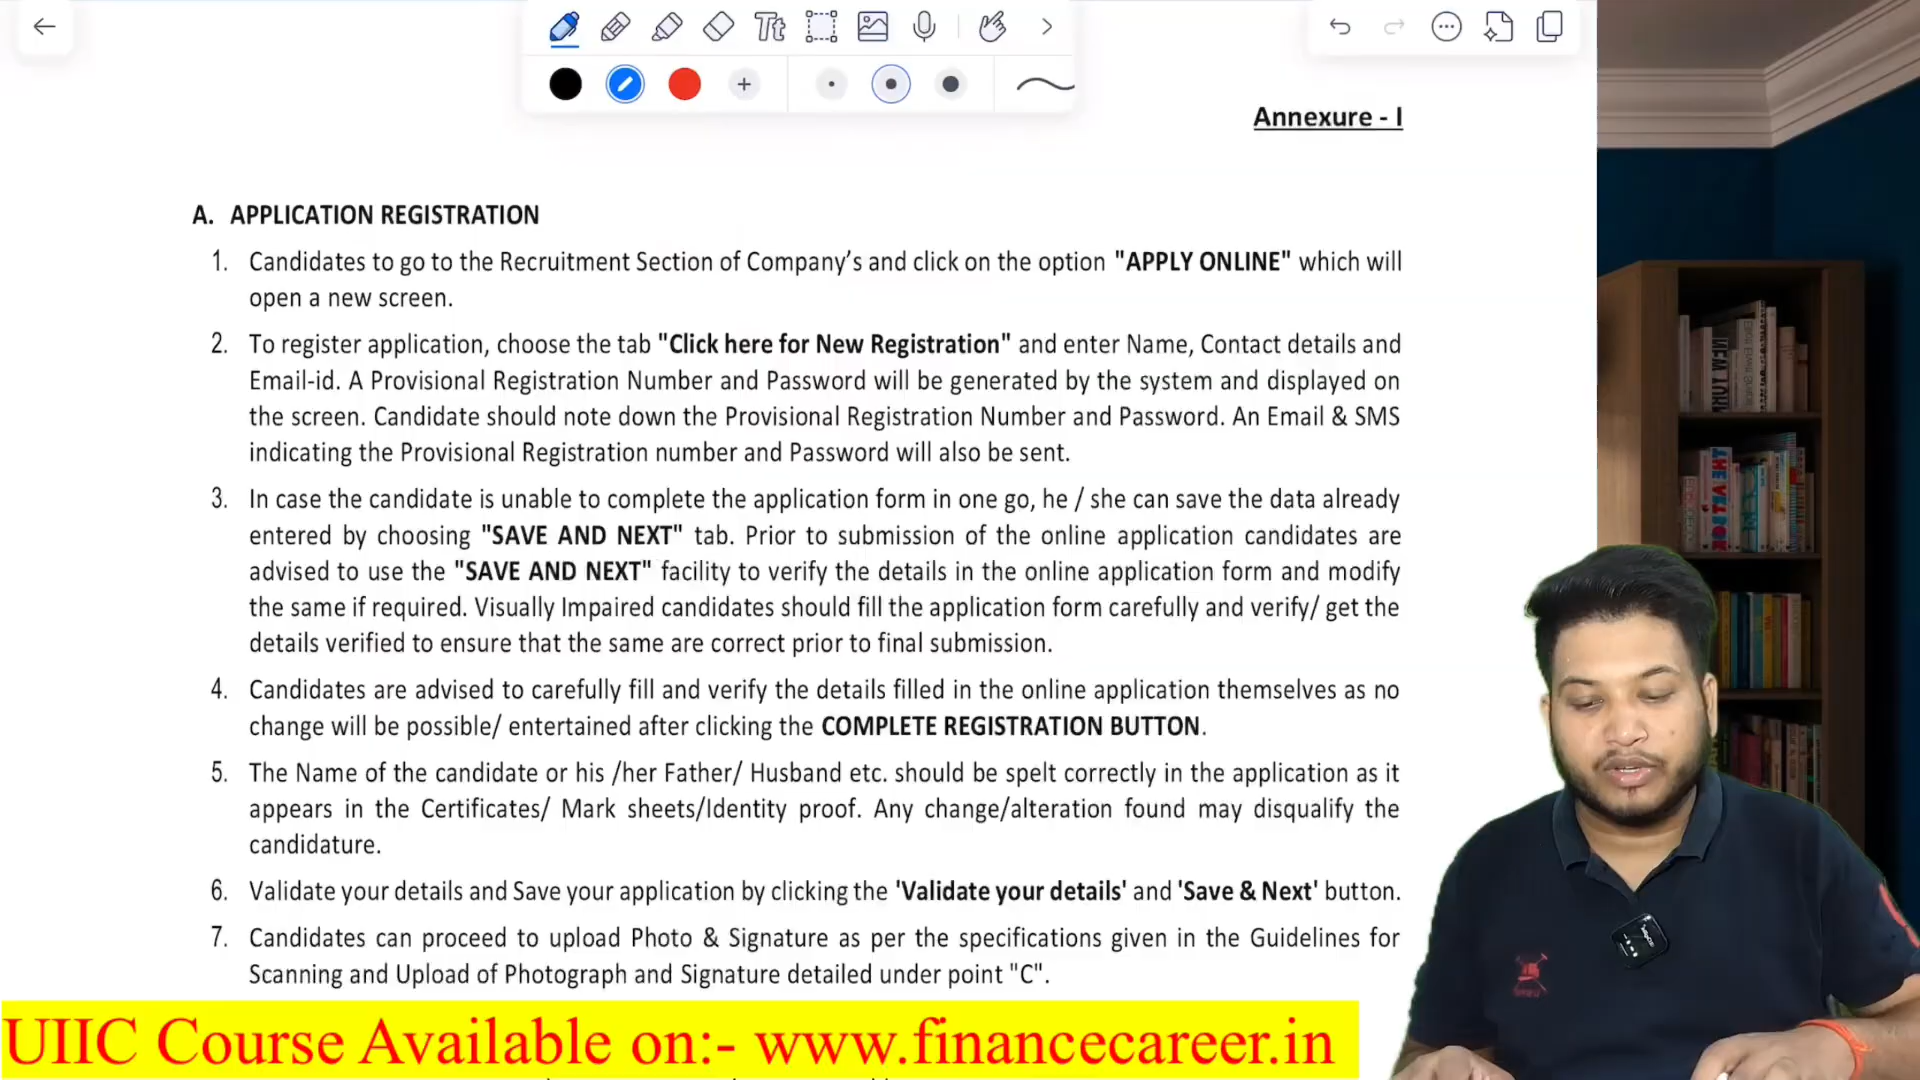 Annexure - I
A. APPLICATION REGISTRATION
1. Candidates to go to the Recruitment Section of Company’s and click on the option "APPLY ONLINE" which will
open a new screen.
2. To register application, choose the tab "Click here for New Registration" and enter Name, Contact details and
Email-id. A Provisional Registration Number and Password will be generated by the system and displayed on
the screen. Candidate should note down the Provisional Registration Number and Password. An Email & SMS
indicating the Provisional Registration number and Password will also be sent.
3. In case the candidate is unable to complete the application form in one go, he / she can save the data already
entered by choosing "SAVE AND NEXT" tab. Prior to submission of the online application candidates are
advised to use the "SAVE AND NEXT" facility to verify the details in the online application form and modify
the same if required. Visually Impaired candidates should fill the application form carefully and verify/ get the
details verified to ensure that the same are correct prior to final submission.
4. Candidates are advised to carefully fill and verify the details filled in the online application themselves as no
change will be possible/ entertained after clicking the COMPLETE REGISTRATION BUTTON.
5. The Name of the candidate or his /her Father/ Husband etc. should be spelt correctly in the application as it
appears in the Certificates/ Mark sheets/Identity proof. Any change/alteration found may disqualify the
candidature.
6. Validate your details and Save your application by clicking the 'Validate your details' and 'Save & Next' button.
7. Candidates can proceed to upload Photo & Signature as per the specifications given in the Guidelines for
Scanning and Upload of Photograph and Signature detailed under point "C".
UIIC Course Available on:- www.financecareer.in